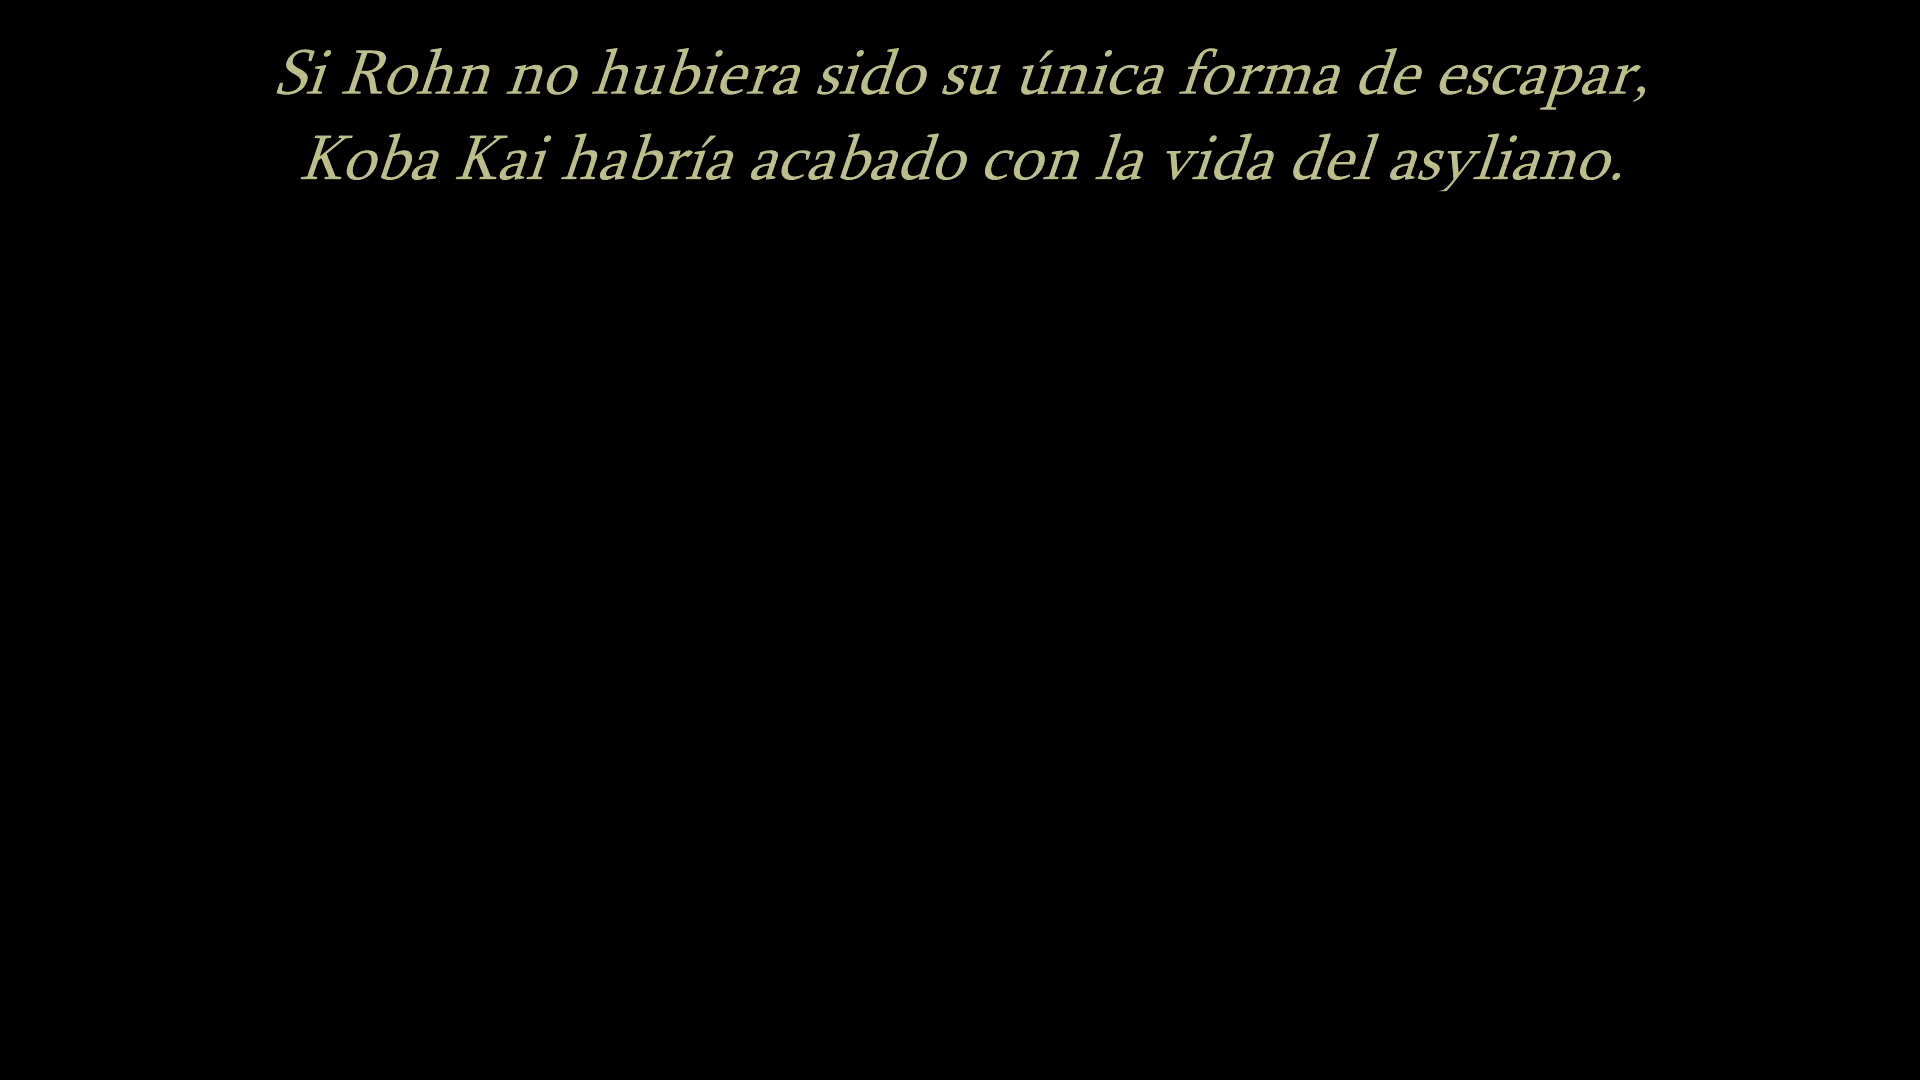 Si Rohn no hubiera sido su única forma de escapar,
Koba Kai habría acabado con la vida del asyliano.